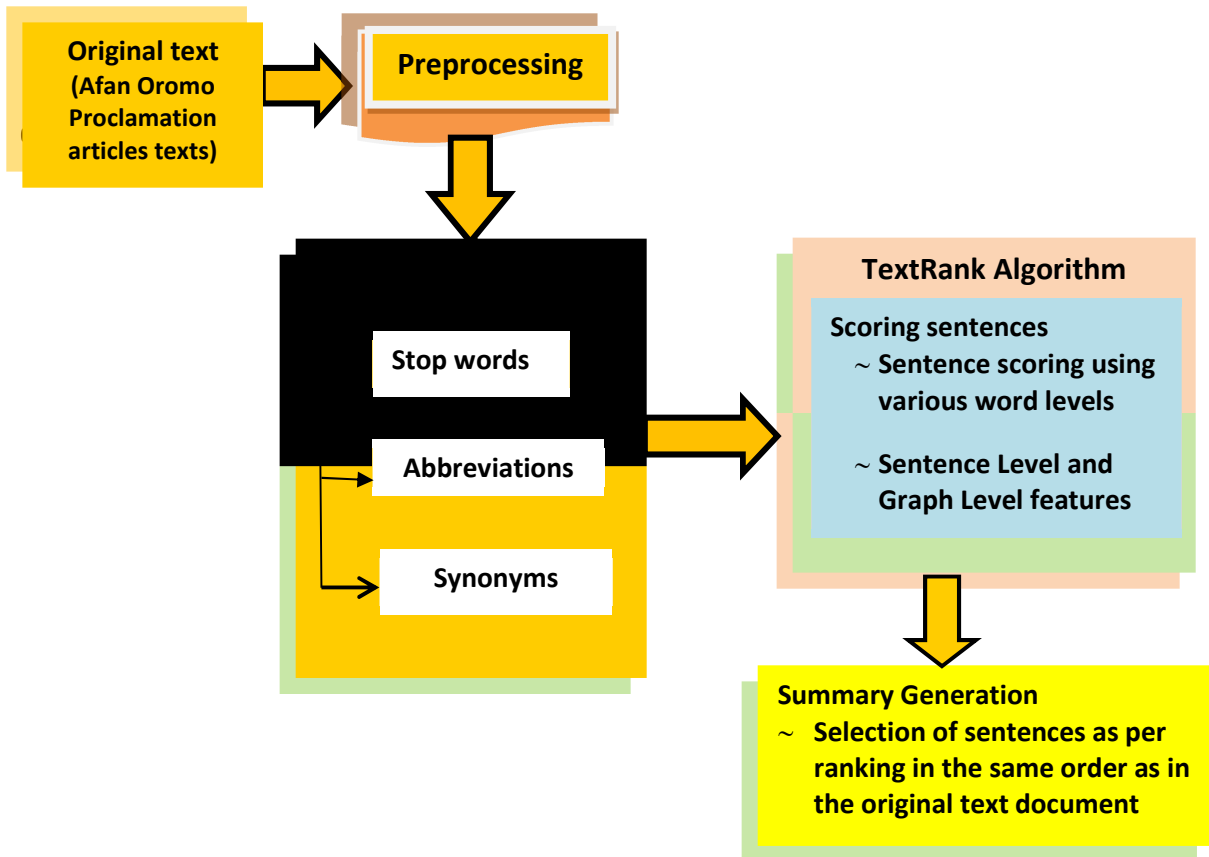 Original text
(Afan Oromo
Proclamation
articles texts)
Preprocessing
Stop words
Abbreviations
Synonyms
TextRank Algorithm
Scoring sentences
~ Sentence scoring using
various word levels
~ Sentence Level and
Graph Level features
Summary Generation
~ Selection of sentences as per
ranking in the same order as in
the original text document